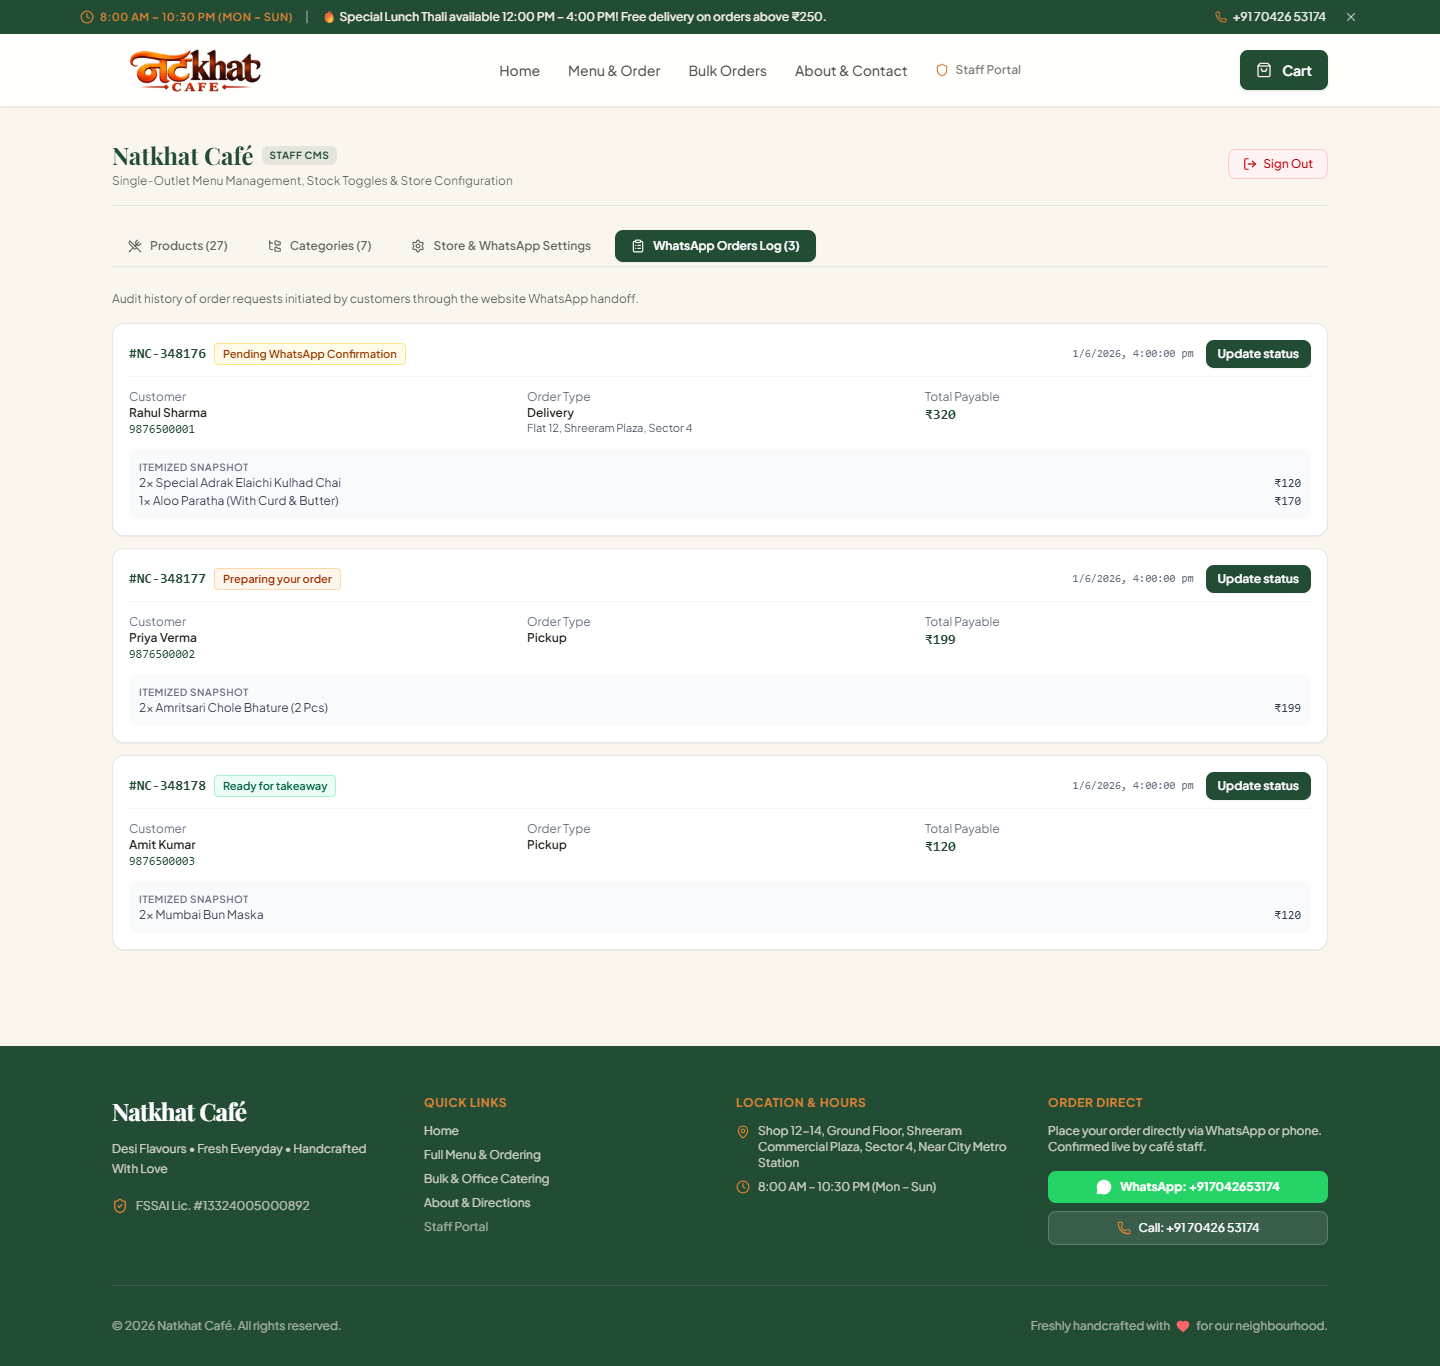 8:00 AM – 10:30 PM (MON – SUN) | 🔥 Special Lunch Thali available 12:00 PM – 4:00 PM! Free delivery on orders above ₹250. +91 70426 53174
नटkhat
CAFE
Home Menu & Order Bulk Orders About & Contact Staff Portal Cart
Natkhat Café STAFF CMS
Single-Outlet Menu Management, Stock Toggles & Store Configuration
Sign Out
Products (27) Categories (7) Store & WhatsApp Settings WhatsApp Orders Log (3)
Audit history of order requests initiated by customers through the website WhatsApp handoff.
#NC-348176 Pending WhatsApp Confirmation 1/6/2026, 4:00:00 pm Update status
Customer Order Type Total Payable
Rahul Sharma Delivery ₹320
9876500001 Flat 12, Shreeram Plaza, Sector 4
ITEMIZED SNAPSHOT
2× Special Adrak Elaichi Kulhad Chai ₹120
1× Aloo Paratha (With Curd & Butter) ₹170
#NC-348177 Preparing your order 1/6/2026, 4:00:00 pm Update status
Customer Order Type Total Payable
Priya Verma Pickup ₹199
9876500002
ITEMIZED SNAPSHOT
2× Amritsari Chole Bhature (2 Pcs) ₹199
#NC-348178 Ready for takeaway 1/6/2026, 4:00:00 pm Update status
Customer Order Type Total Payable
Amit Kumar Pickup ₹120
9876500003
ITEMIZED SNAPSHOT
2× Mumbai Bun Maska ₹120
Natkhat Café
Desi Flavours • Fresh Everyday • Handcrafted
With Love
FSSAI Lic. #13324005000892
QUICK LINKS
Home
Full Menu & Ordering
Bulk & Office Catering
About & Directions
Staff Portal
LOCATION & HOURS
Shop 12–14, Ground Floor, Shreeram
Commercial Plaza, Sector 4, Near City Metro
Station
8:00 AM – 10:30 PM (Mon – Sun)
ORDER DIRECT
Place your order directly via WhatsApp or phone.
Confirmed live by café staff.
WhatsApp: +917042653174
Call: +91 70426 53174
© 2026 Natkhat Café. All rights reserved.
Freshly handcrafted with ❤ for our neighbourhood.